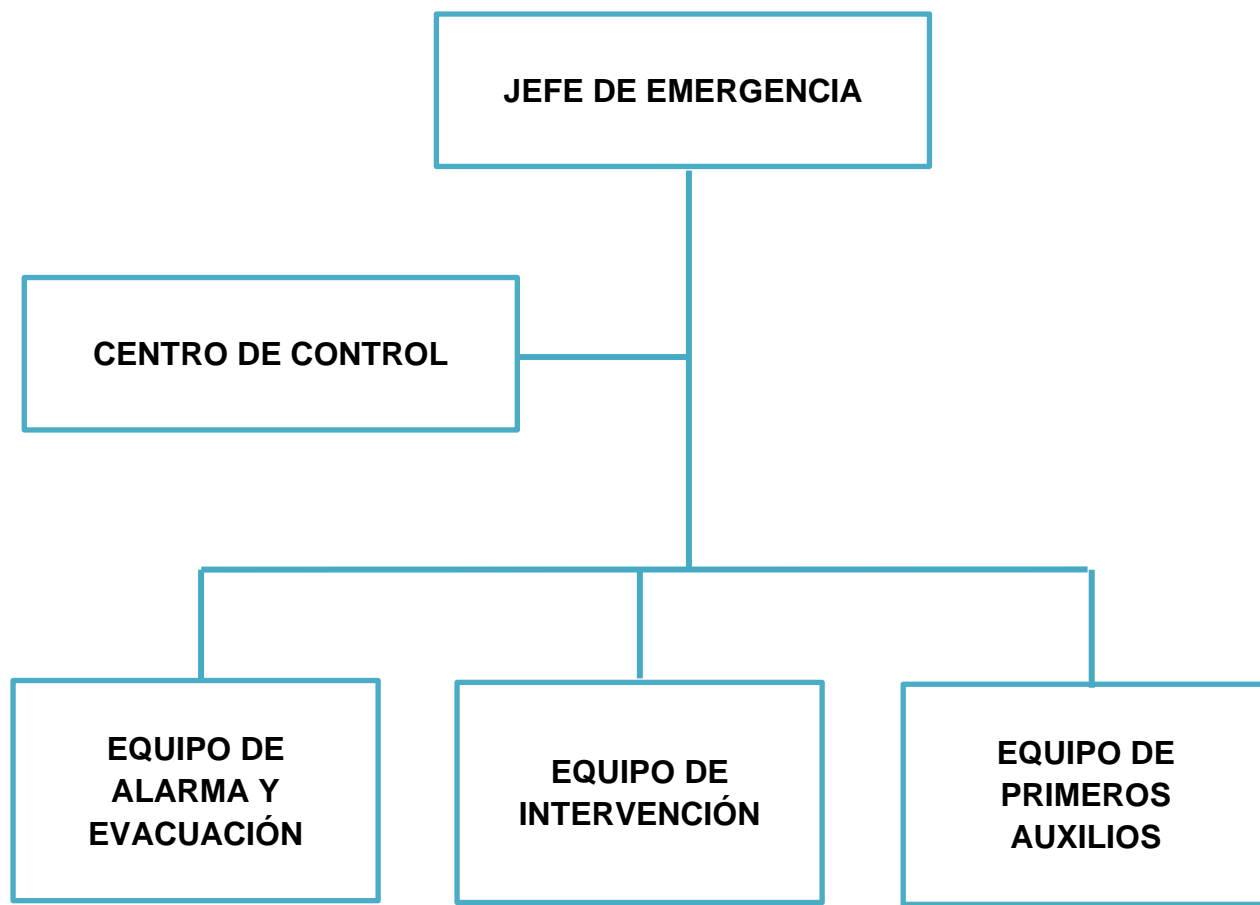 JEFE DE EMERGENCIA
CENTRO DE CONTROL
EQUIPO DE
ALARMA Y
EVACUACIÓN
EQUIPO DE
INTERVENCIÓN
EQUIPO DE
PRIMEROS
AUXILIOS